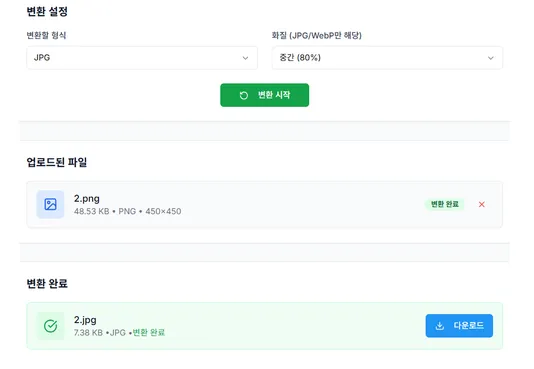 변환 설정
변환할 형식
화질 (JPG/WebP만 해당)
JPG
중간 (80%)
변환 시작
업로드된 파일
2.png
48.53 KB • PNG • 450×450
변환 완료
변환 완료
2.jpg
7.38 KB •JPG •변환 완료
다운로드